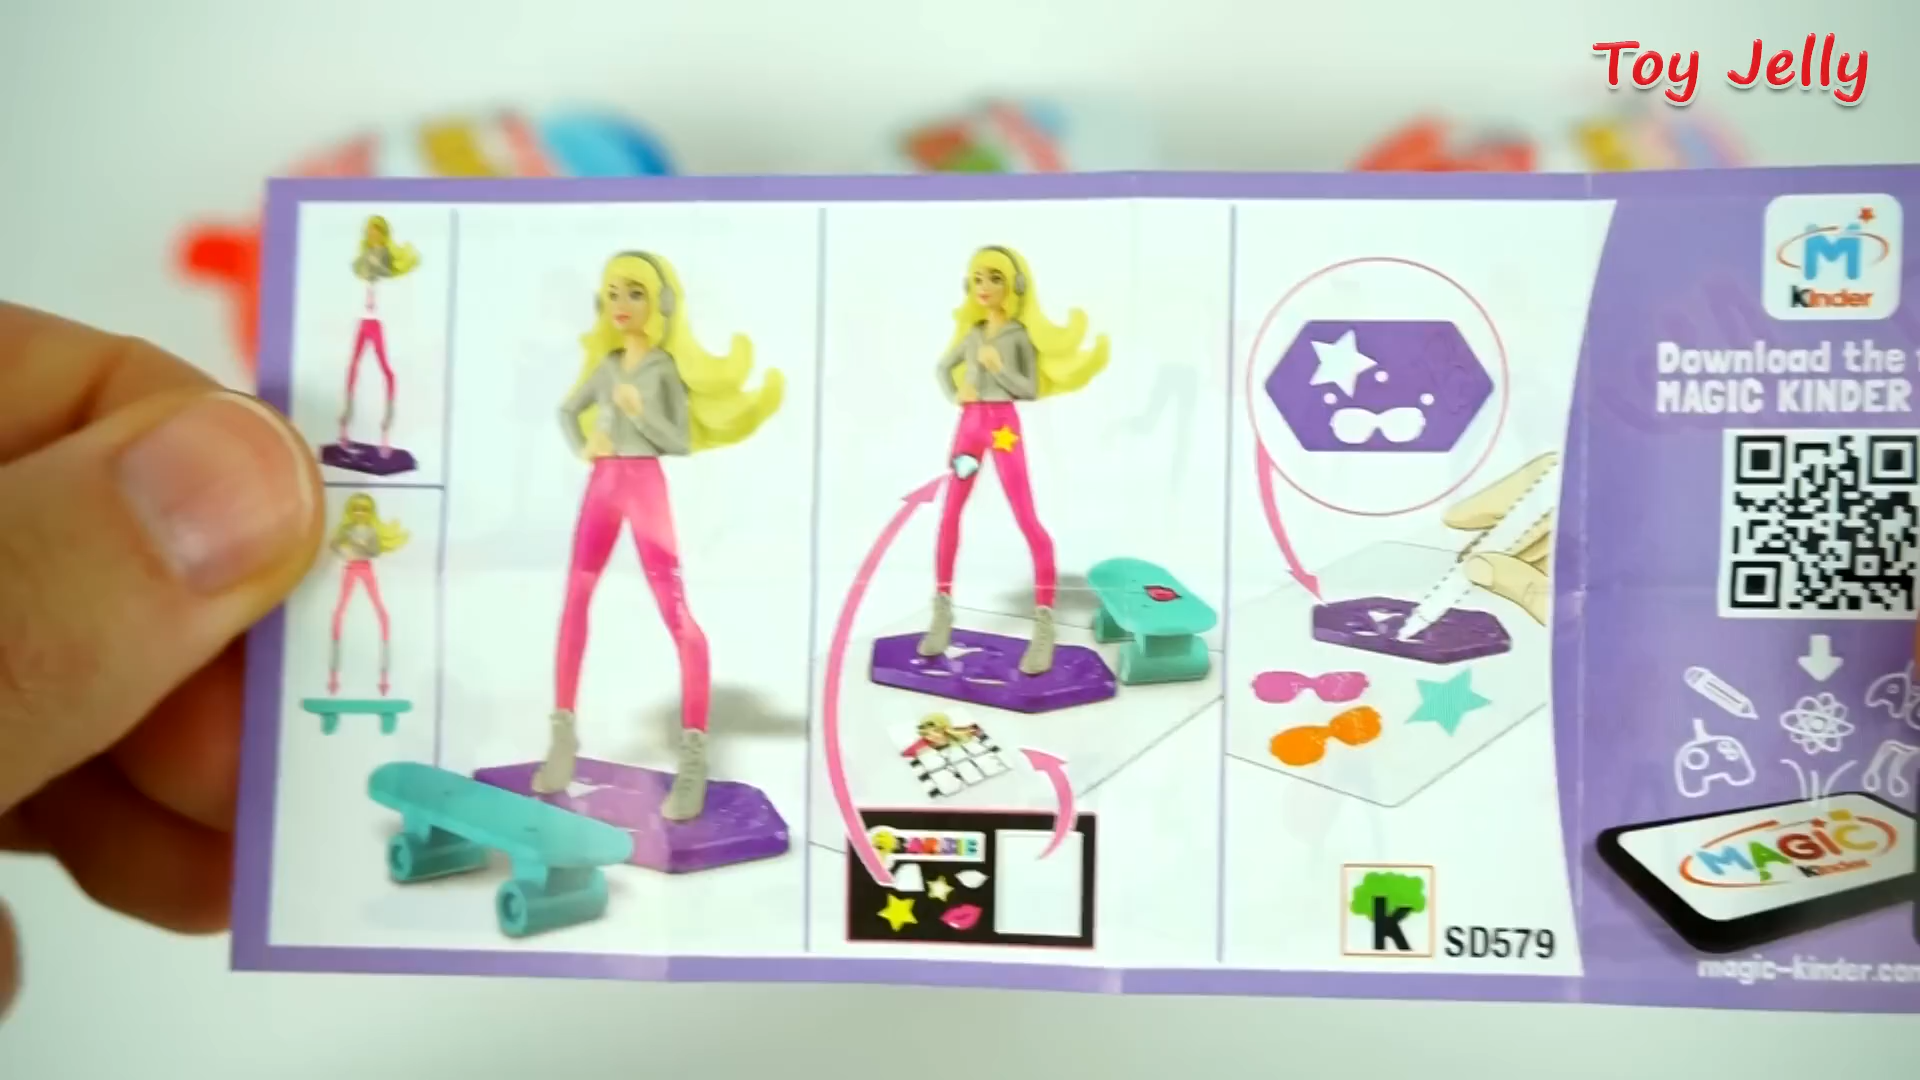 Toy Jelly
Kinder
Download the
MAGIC KINDER
BARBIE
MAGIC
Kinder
K
SD579
magic-kinder.com